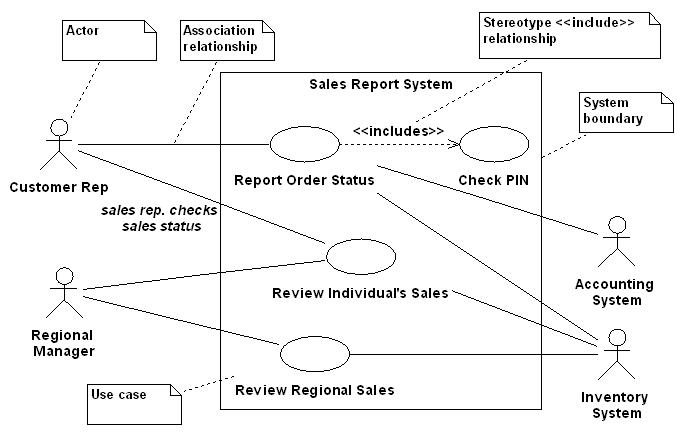 Actor
Association
relationship
Stereotype <<include>>
relationship
Sales Report System
System
boundary
<<includes>>
Customer Rep
Report Order Status
Check PIN
sales rep. checks
sales status
Accounting
System
Review Individual's Sales
Regional
Manager
Use case
Review Regional Sales
Inventory
System